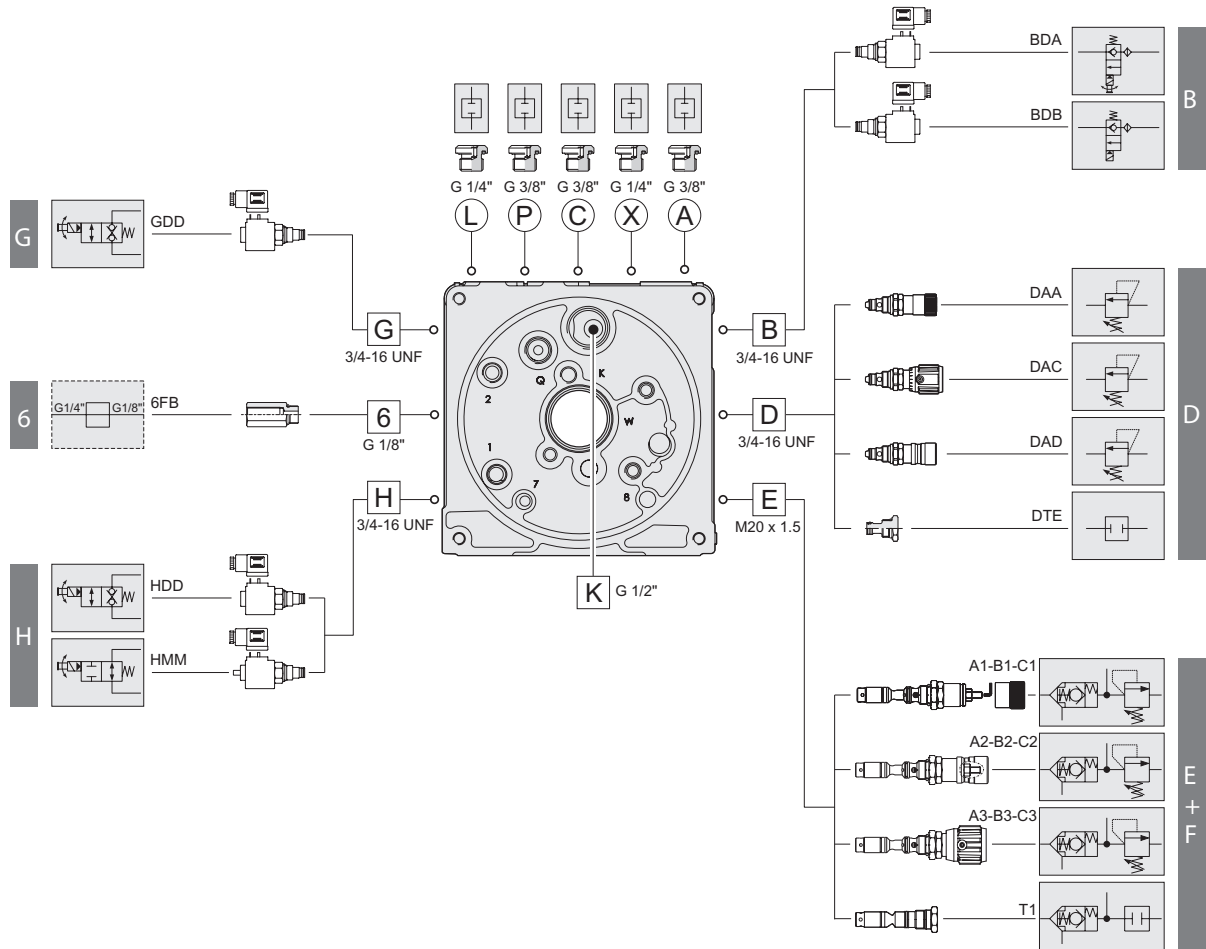 BDA
B
BDB
G 1/4" G 3/8" G 3/8" G 1/4" G 3/8"
L P C X A
G
GDD
G
3/4-16 UNF
B
3/4-16 UNF
DAA
DAC
D
DAD
DTE
6
G1/4" G1/8"
6FB
6
G 1/8"
D
3/4-16 UNF
H
3/4-16 UNF
E
M20 x 1.5
K
Q
2
W
1
7
8
K G 1/2"
H
HDD
HMM
A1-B1-C1
A2-B2-C2
E
+
F
A3-B3-C3
T1